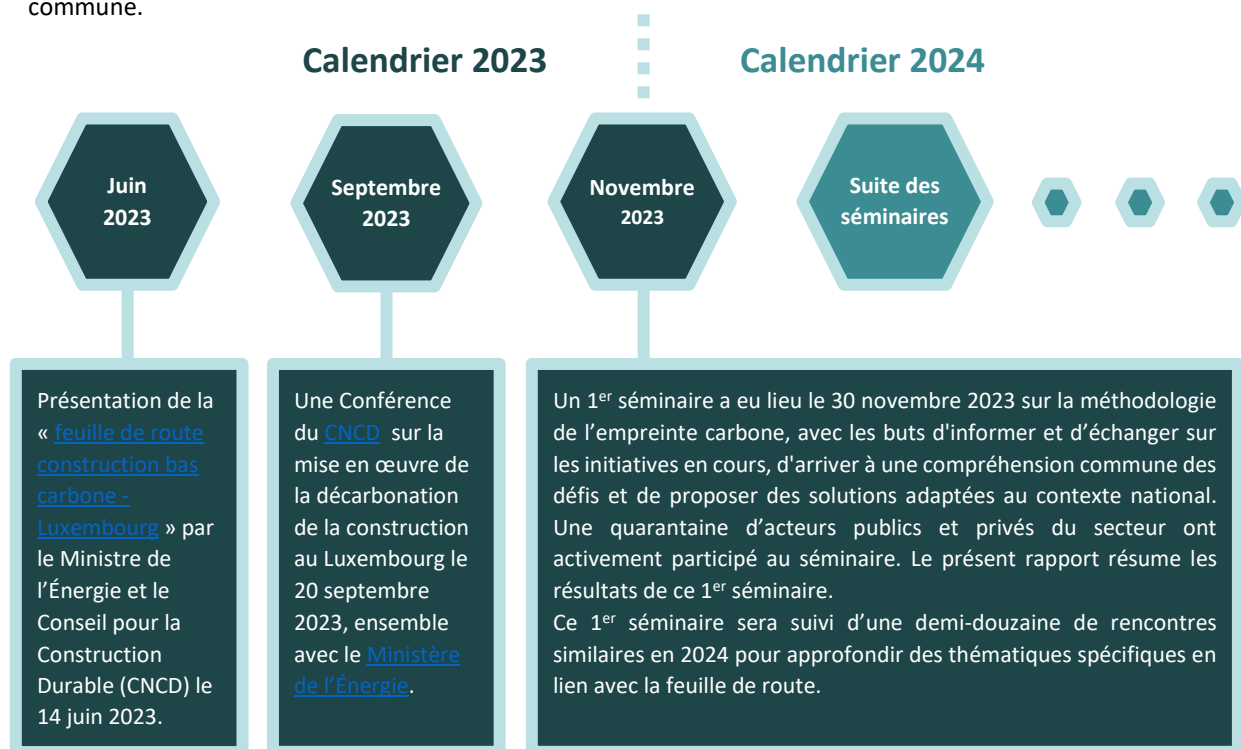 commune.
Calendrier 2023
Calendrier 2024
Juin
2023
Septembre
2023
Novembre
2023
Suite des
séminaires
Présentation de la
« feuille de route
construction bas
carbone -
Luxembourg » par
le Ministre de
l’Énergie et le
Conseil pour la
Construction
Durable (CNCD) le
14 juin 2023.
Une Conférence
du CNCD sur la
mise en œuvre de
la décarbonation
de la construction
au Luxembourg le
20 septembre
2023, ensemble
avec le Ministère
de l’Énergie.
Un 1er séminaire a eu lieu le 30 novembre 2023 sur la méthodologie
de l’empreinte carbone, avec les buts d'informer et d’échanger sur
les initiatives en cours, d'arriver à une compréhension commune des
défis et de proposer des solutions adaptées au contexte national.
Une quarantaine d’acteurs publics et privés du secteur ont
activement participé au séminaire. Le présent rapport résume les
résultats de ce 1er séminaire.
Ce 1er séminaire sera suivi d’une demi-douzaine de rencontres
similaires en 2024 pour approfondir des thématiques spécifiques en
lien avec la feuille de route.